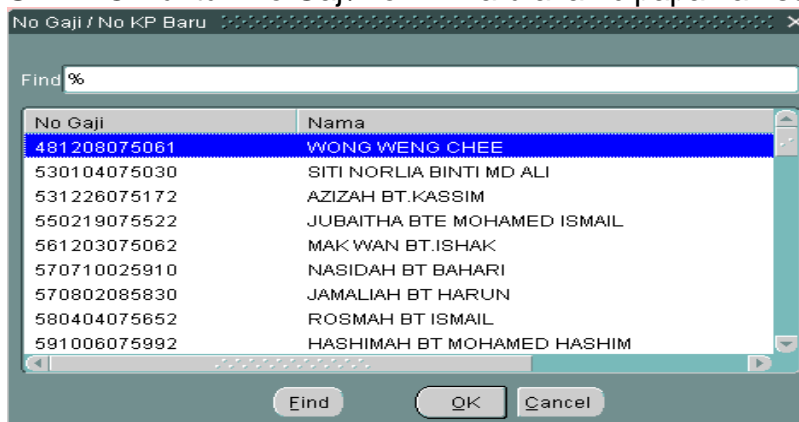 No Gaji / No KP Baru
Find %
No Gaji Nama
481208075061 WONG WENG CHEE
530104075030 SITI NORLIA BINTI MD ALI
531226075172 AZIZAH BT.KASSIM
550219075522 JUBAITHA BTE MOHAMED ISMAIL
561203075062 MAK WAN BT.ISHAK
570710025910 NASIDAH BT BAHARI
570802085830 JAMALIAH BT HARUN
580404075652 ROSMAH BT ISMAIL
591006075992 HASHIMAH BT MOHAMED HASHIM
Find OK Cancel